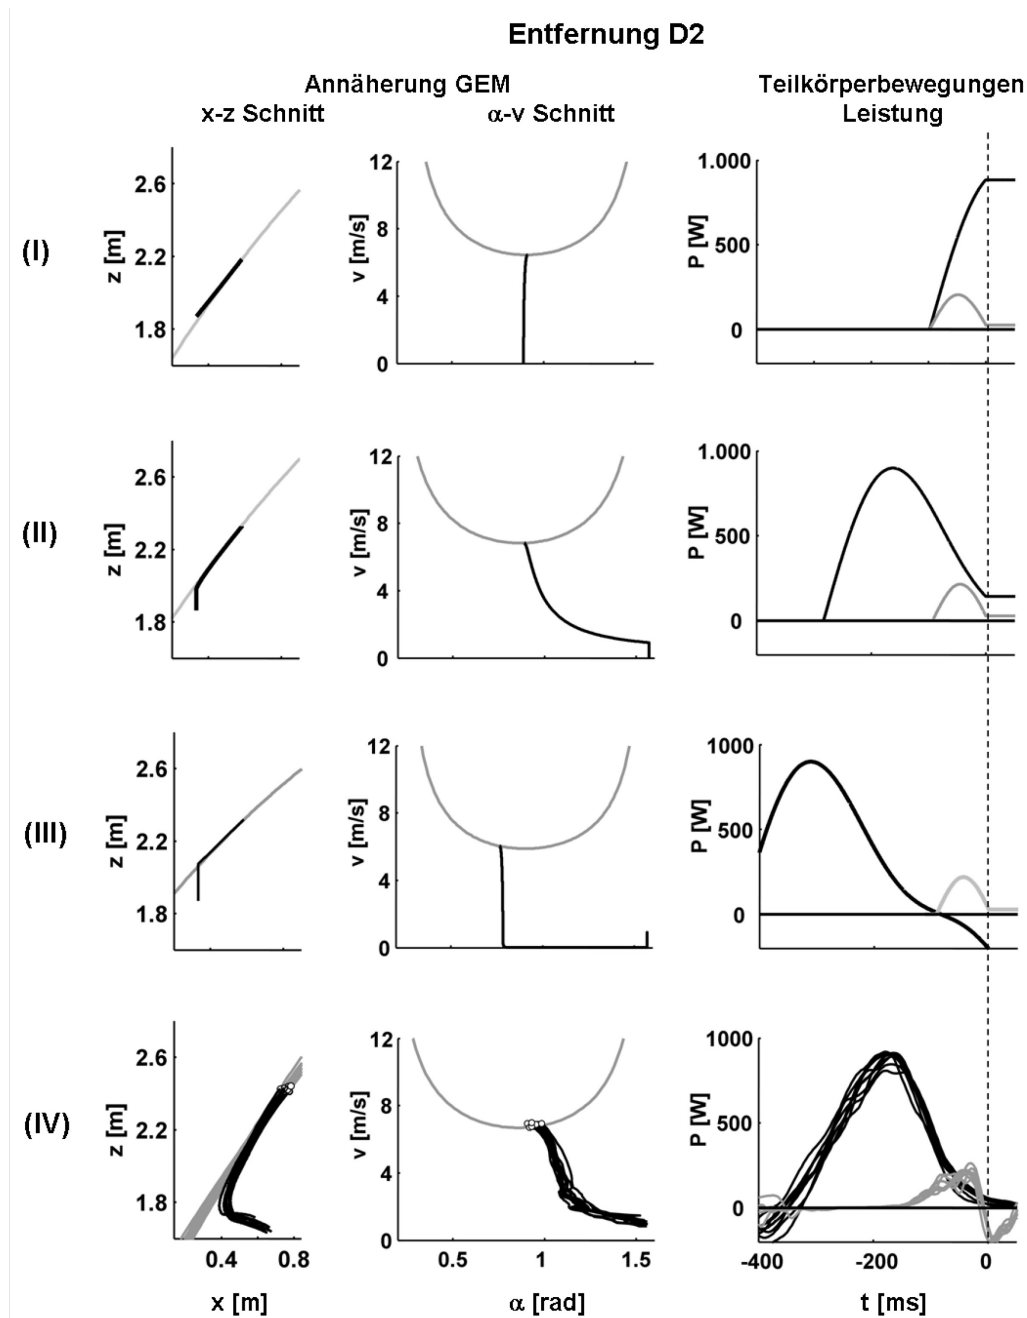 Entfernung D2
Annäherung GEM
Teilkörperbewegungen
x-z Schnitt
α-v Schnitt
Leistung
(I)
z [m]
2.6
2.2
1.8
v [m/s]
12
8
4
0
P [W]
1.000
500
0
(II)
z [m]
2.6
2.2
1.8
v [m/s]
12
8
4
0
P [W]
1.000
500
0
(III)
z [m]
2.6
2.2
1.8
v [m/s]
12
8
4
0
P [W]
1000
500
0
(IV)
z [m]
2.6
2.2
1.8
0.4 0.8
x [m]
v [m/s]
12
8
4
0
0.5 1 1.5
α [rad]
P [W]
1000
500
0
-400 -200 0
t [ms]